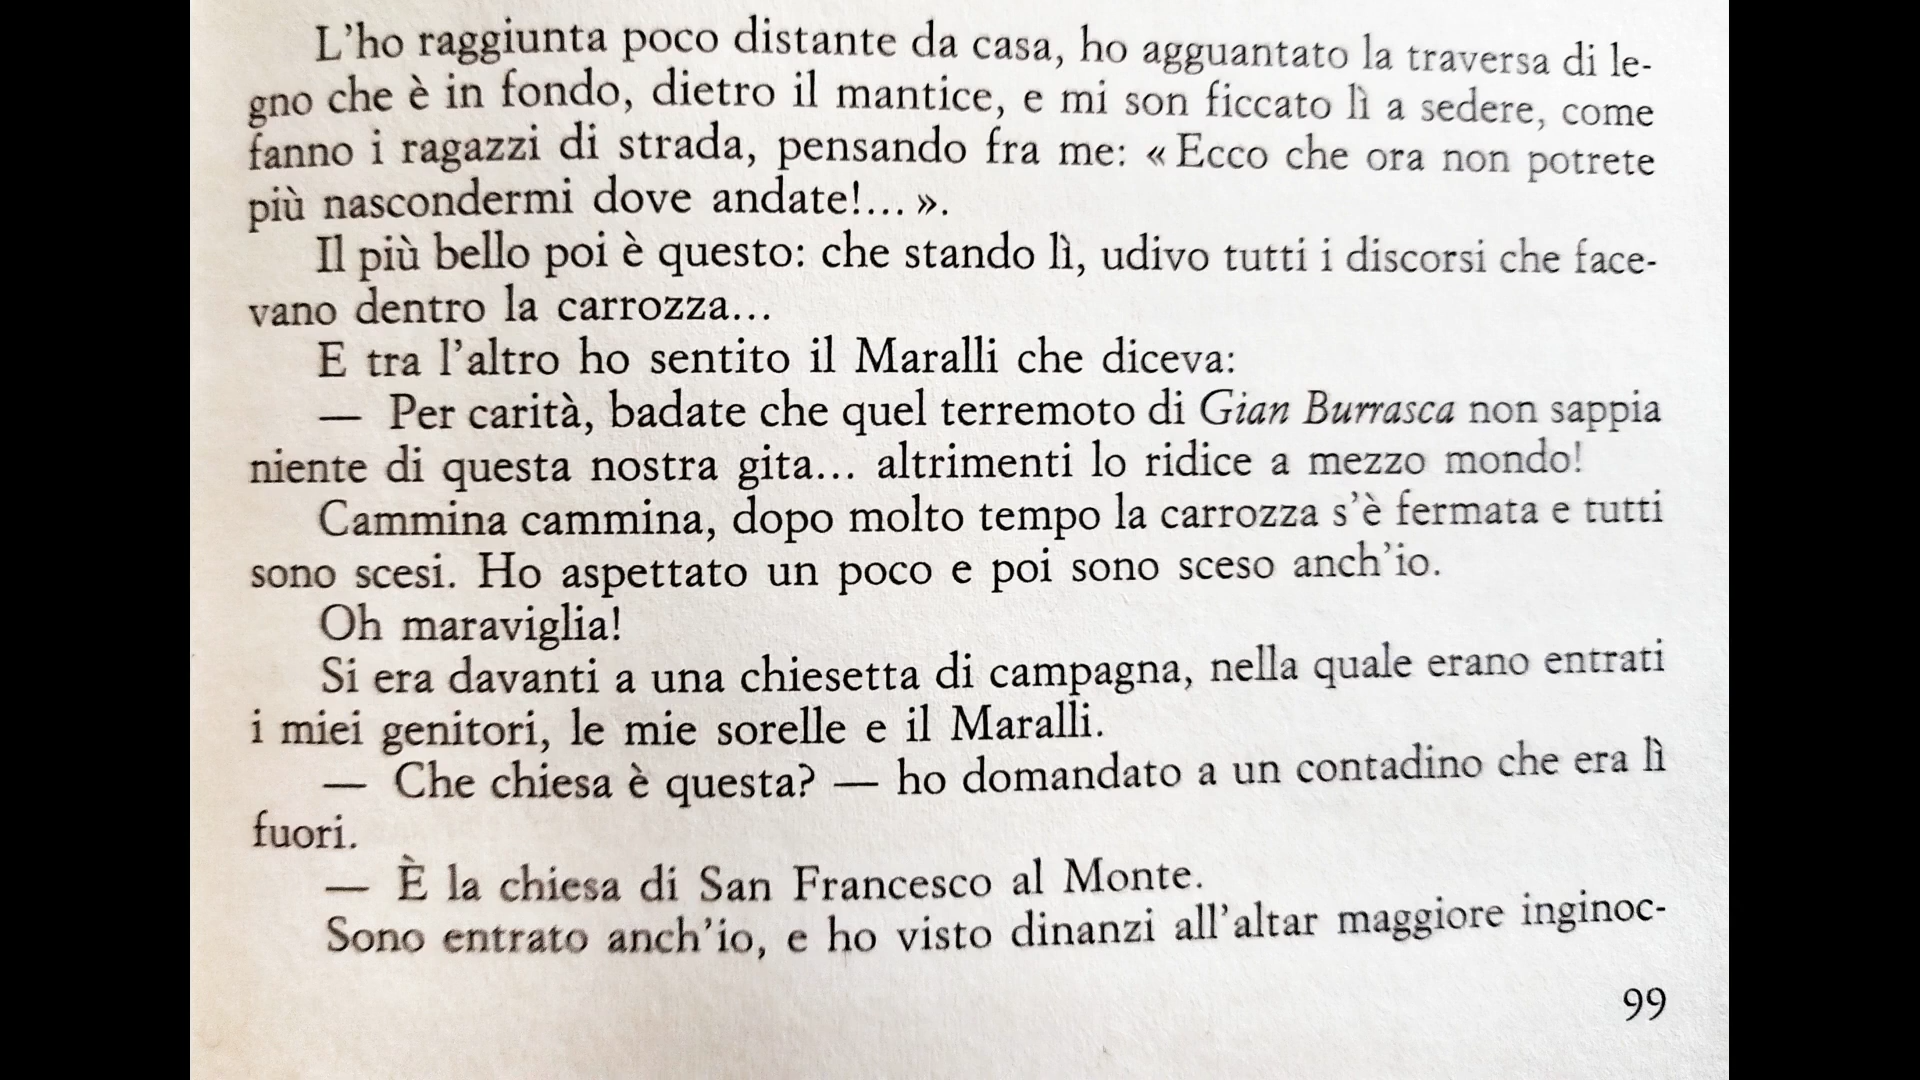 L'ho raggiunta poco distante da casa, ho agguantato la traversa di le-
gno che è in fondo, dietro il mantice, e mi son ficcato lì a sedere, come
fanno i ragazzi di strada, pensando fra me: « Ecco che ora non potrete
più nascondermi dove andate!... ».
Il più bello poi è questo: che stando lì, udivo tutti i discorsi che face-
vano dentro la carrozza...
E tra l'altro ho sentito il Maralli che diceva:
— Per carità, badate che quel terremoto di Gian Burrasca non sappia
niente di questa nostra gita... altrimenti lo ridice a mezzo mondo!
Cammina cammina, dopo molto tempo la carrozza s'è fermata e tutti
sono scesi. Ho aspettato un poco e poi sono sceso anch'io.
Oh maraviglia!
Si era davanti a una chiesetta di campagna, nella quale erano entrati
i miei genitori, le mie sorelle e il Maralli.
— Che chiesa è questa? — ho domandato a un contadino che era lì
fuori.
— È la chiesa di San Francesco al Monte.
Sono entrato anch'io, e ho visto dinanzi all'altar maggiore inginoc-
99